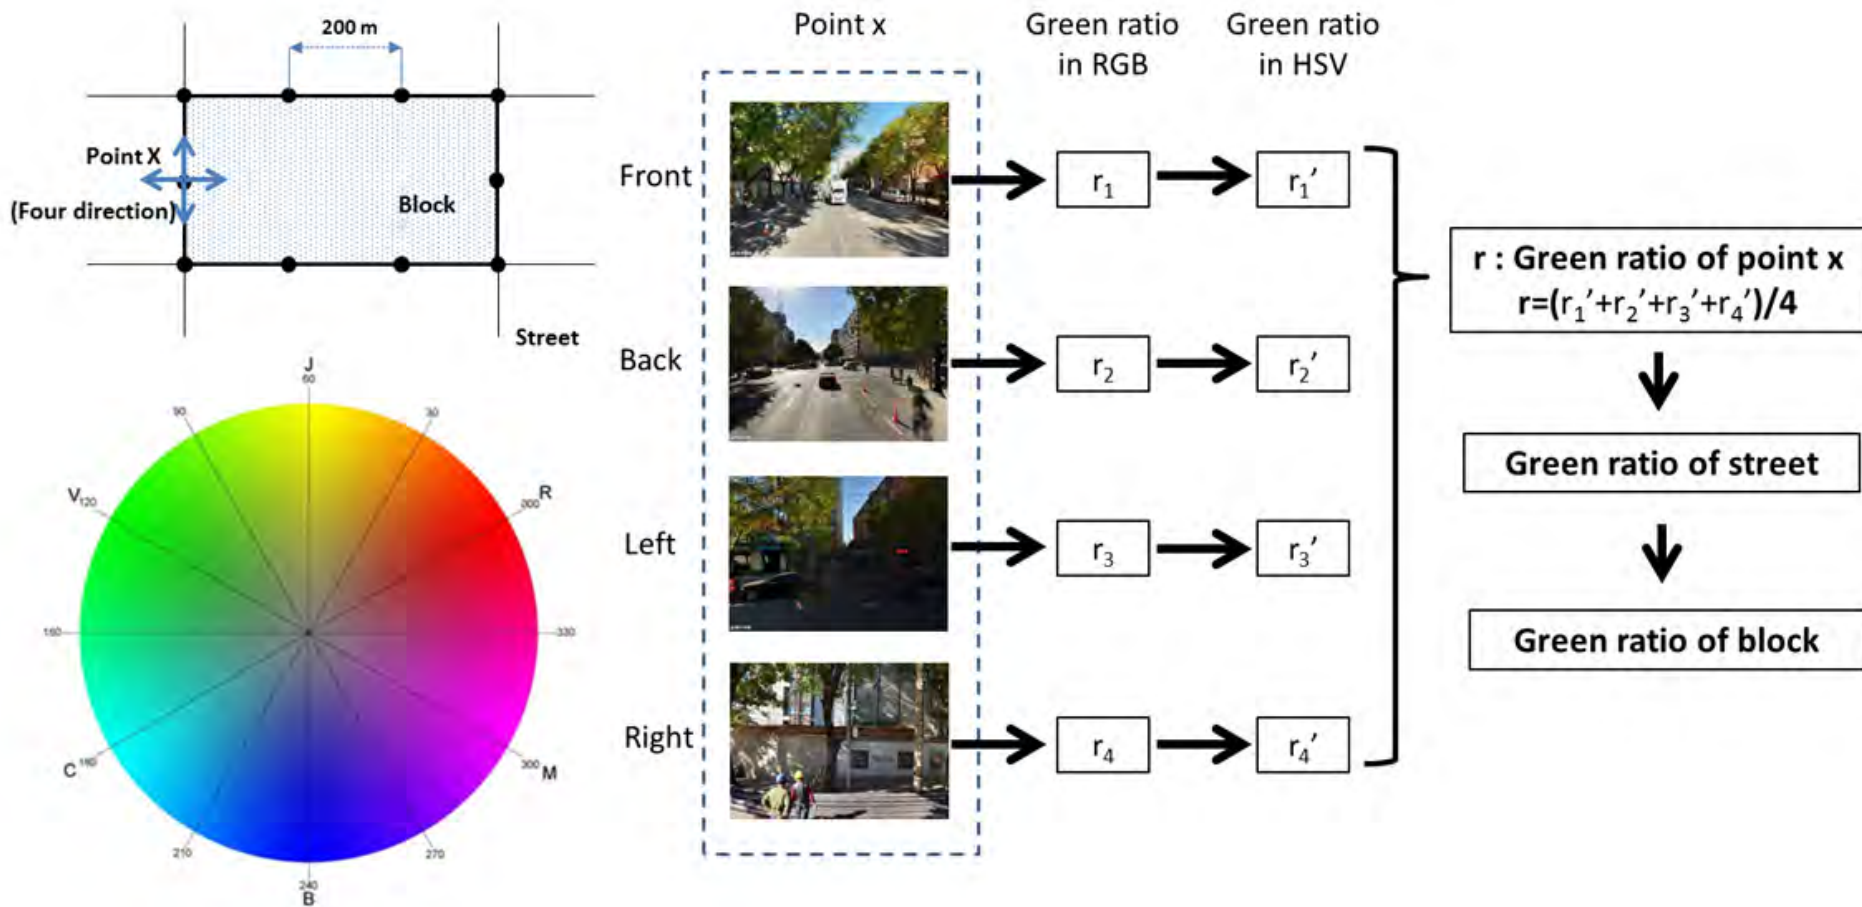 200 m
Point X
(Four direction)
Block
Street
J
60
90
30
V
120
R
000
150
330
C
180
300
M
210
270
240
B
Point x
Green ratio
in RGB
Green ratio
in HSV
Front
r₁
r₁’
Back
r₂
r₂’
Left
r₃
r₃’
Right
r₄
r₄’
r : Green ratio of point x
r=(r₁’+r₂’+r₃’+r₄’)/4
Green ratio of street
Green ratio of block